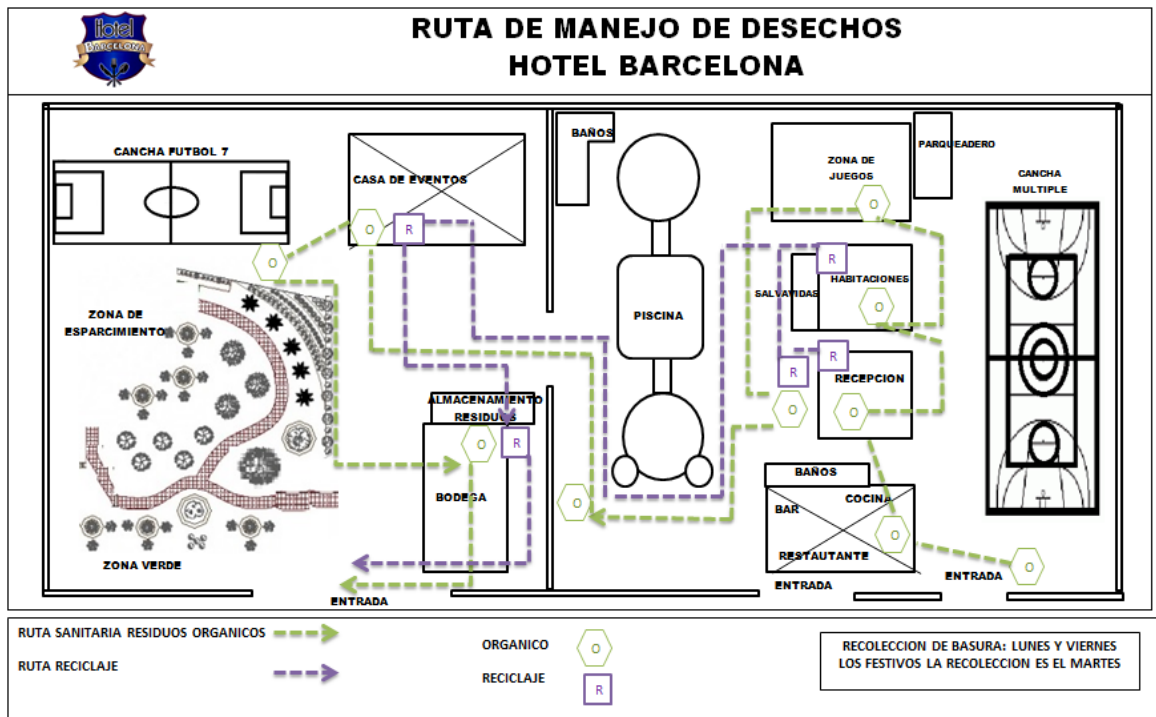 Hotel
BARCELONA
RUTA DE MANEJO DE DESECHOS
HOTEL BARCELONA
CANCHA FUTBOL 7
CASA DE EVENTOS
BAÑOS
ZONA DE
JUEGOS
PARQUEADERO
CANCHA
MULTIPLE
O
O
R
O
R
HABITACIONES
SALVAVIDAS
O
ZONA DE
ESPARCIMIENTO
PISCINA
R
R
RECEPCION
O
O
ALMACENAMIENTO
RESIDUOS
O
R
BODEGA
BAÑOS
COCINA
BAR
O
O
RESTAUTANTE
O
ZONA VERDE
ENTRADA
ENTRADA
ENTRADA
RUTA SANITARIA RESIDUOS ORGANICOS
RUTA RECICLAJE
ORGANICO
O
RECICLAJE
R
RECOLECCION DE BASURA: LUNES Y VIERNES
LOS FESTIVOS LA RECOLECCION ES EL MARTES